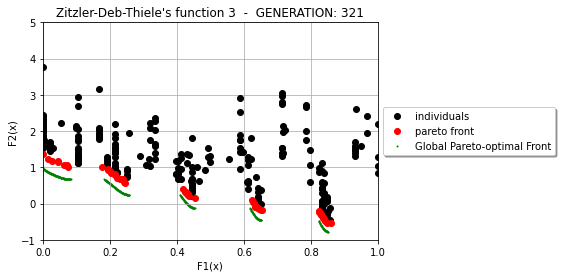 Zitzler-Deb-Thiele's function 3 - GENERATION: 321
5
4
3
2
1
0
−1
F2(x)
0.0 0.2 0.4 0.6 0.8 1.0
F1(x)
individuals
pareto front
Global Pareto-optimal Front